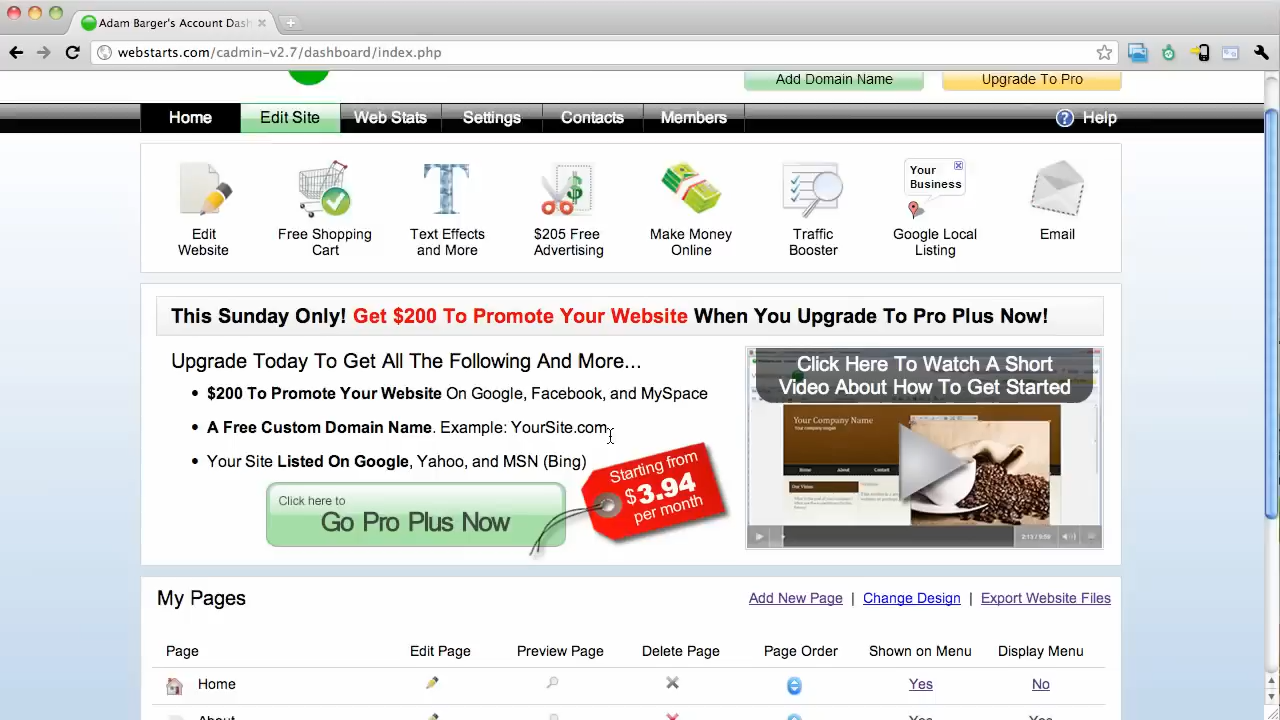 Adam Barger's Account Dash
webstarts.com/cadmin-v2.7/dashboard/index.php
Add Domain Name
Upgrade To Pro
Home Edit Site Web Stats Settings Contacts Members ? Help
Edit
Website
Free Shopping
Cart
Text Effects
and More
$205 Free
Advertising
Make Money
Online
Traffic
Booster
Your
Business
Google Local
Listing
Email
This Sunday Only! Get $200 To Promote Your Website When You Upgrade To Pro Plus Now!
Upgrade Today To Get All The Following And More...
• $200 To Promote Your Website On Google, Facebook, and MySpace
• A Free Custom Domain Name. Example: YourSite.com
• Your Site Listed On Google, Yahoo, and MSN (Bing)
Click here to
Go Pro Plus Now
Starting from
$3.94
per month
Click Here To Watch A Short
Video About How To Get Started
Your Company Name
Home About Contact
My Pages
Add New Page | Change Design | Export Website Files
Page Edit Page Preview Page Delete Page Page Order Shown on Menu Display Menu
Home Yes No
About Yes Yes